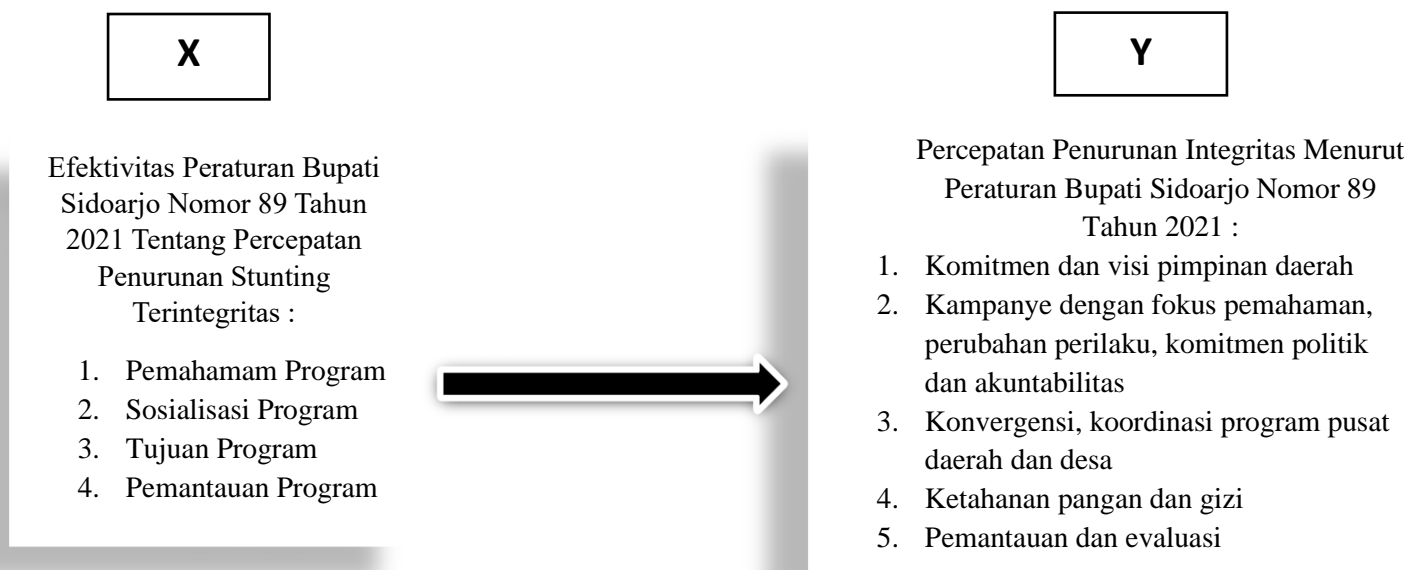 X
Efektivitas Peraturan Bupati
Sidoarjo Nomor 89 Tahun
2021 Tentang Percepatan
Penurunan Stunting
Terintegritas :
1. Pemahamam Program
2. Sosialisasi Program
3. Tujuan Program
4. Pemantauan Program
Y
Percepatan Penurunan Integritas Menurut
Peraturan Bupati Sidoarjo Nomor 89
Tahun 2021 :
1. Komitmen dan visi pimpinan daerah
2. Kampanye dengan fokus pemahaman,
perubahan perilaku, komitmen politik
dan akuntabilitas
3. Konvergensi, koordinasi program pusat
daerah dan desa
4. Ketahanan pangan dan gizi
5. Pemantauan dan evaluasi